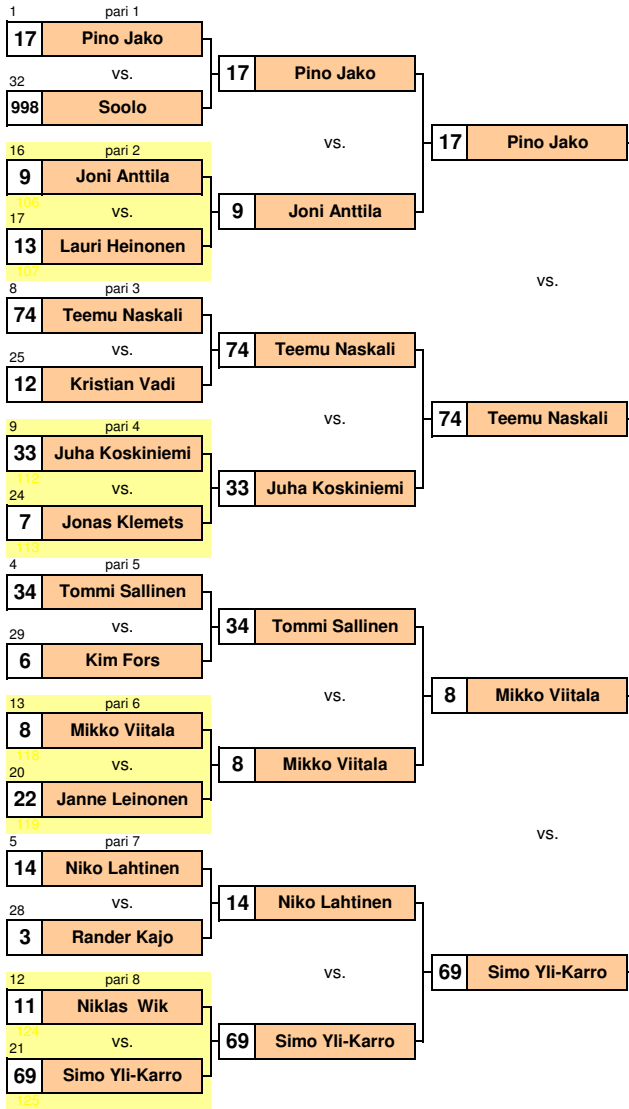 1 pari 1
17 Pino Jako
vs.
32
998 Soolo
17 Pino Jako
vs.
17 Pino Jako
16 pari 2
9 Joni Anttila
106
vs.
17
13 Lauri Heinonen
107
9 Joni Anttila
vs.
8 pari 3
74 Teemu Naskali
vs.
25
12 Kristian Vadi
74 Teemu Naskali
vs.
74 Teemu Naskali
9 pari 4
33 Juha Koskiniemi
112
vs.
24
7 Jonas Klemets
113
33 Juha Koskiniemi
4 pari 5
34 Tommi Sallinen
vs.
29
6 Kim Fors
34 Tommi Sallinen
vs.
8 Mikko Viitala
13 pari 6
8 Mikko Viitala
118
vs.
20
22 Janne Leinonen
119
8 Mikko Viitala
vs.
5 pari 7
14 Niko Lahtinen
vs.
28
3 Rander Kajo
14 Niko Lahtinen
vs.
69 Simo Yli-Karro
12 pari 8
11 Niklas Wik
124
vs.
21
69 Simo Yli-Karro
125
69 Simo Yli-Karro